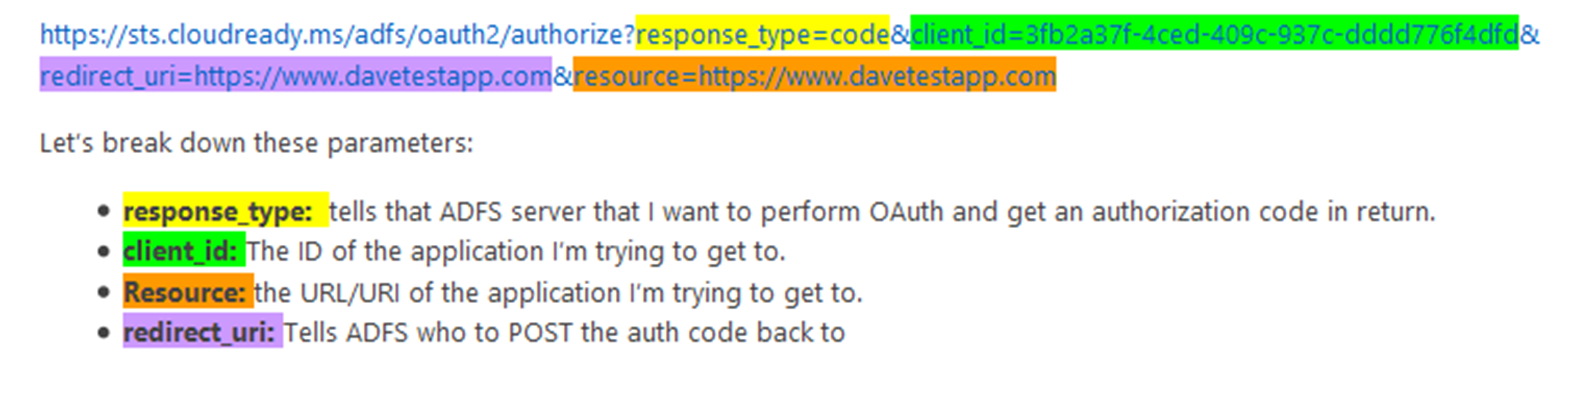 https://sts.cloudready.ms/adfs/oauth2/authorize?response_type=code&client_id=3fb2a37f-4ced-409c-937c-dddd776f4dfd&
redirect_uri=https://www.davetestapp.com&resource=https://www.davetestapp.com
Let's break down these parameters:
• response_type: tells that ADFS server that I want to perform OAuth and get an authorization code in return.
• client_id: The ID of the application I'm trying to get to.
• Resource: the URL/URI of the application I'm trying to get to.
• redirect_uri: Tells ADFS who to POST the auth code back to